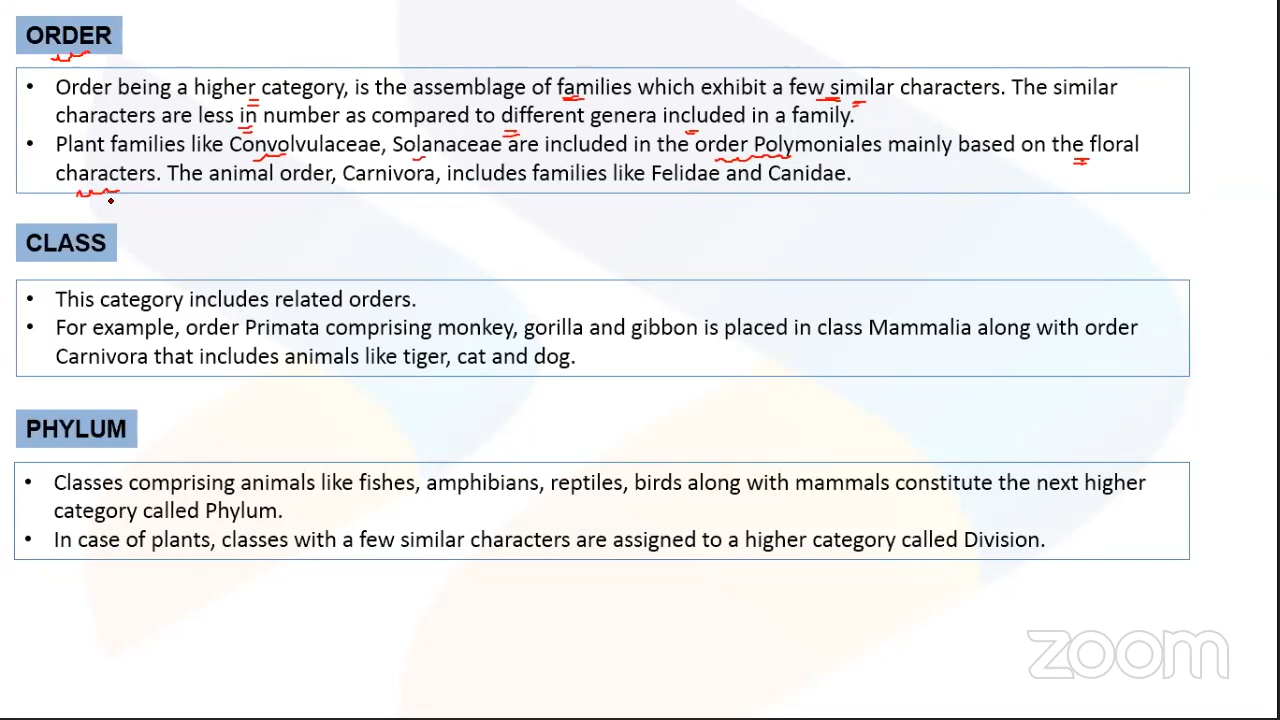 ORDER
• Order being a higher category, is the assemblage of families which exhibit a few similar characters. The similar
characters are less in number as compared to different genera included in a family.
• Plant families like Convolvulaceae, Solanaceae are included in the order Polymoniales mainly based on the floral
characters. The animal order, Carnivora, includes families like Felidae and Canidae.
CLASS
• This category includes related orders.
• For example, order Primata comprising monkey, gorilla and gibbon is placed in class Mammalia along with order
Carnivora that includes animals like tiger, cat and dog.
PHYLUM
• Classes comprising animals like fishes, amphibians, reptiles, birds along with mammals constitute the next higher
category called Phylum.
• In case of plants, classes with a few similar characters are assigned to a higher category called Division.
zoom